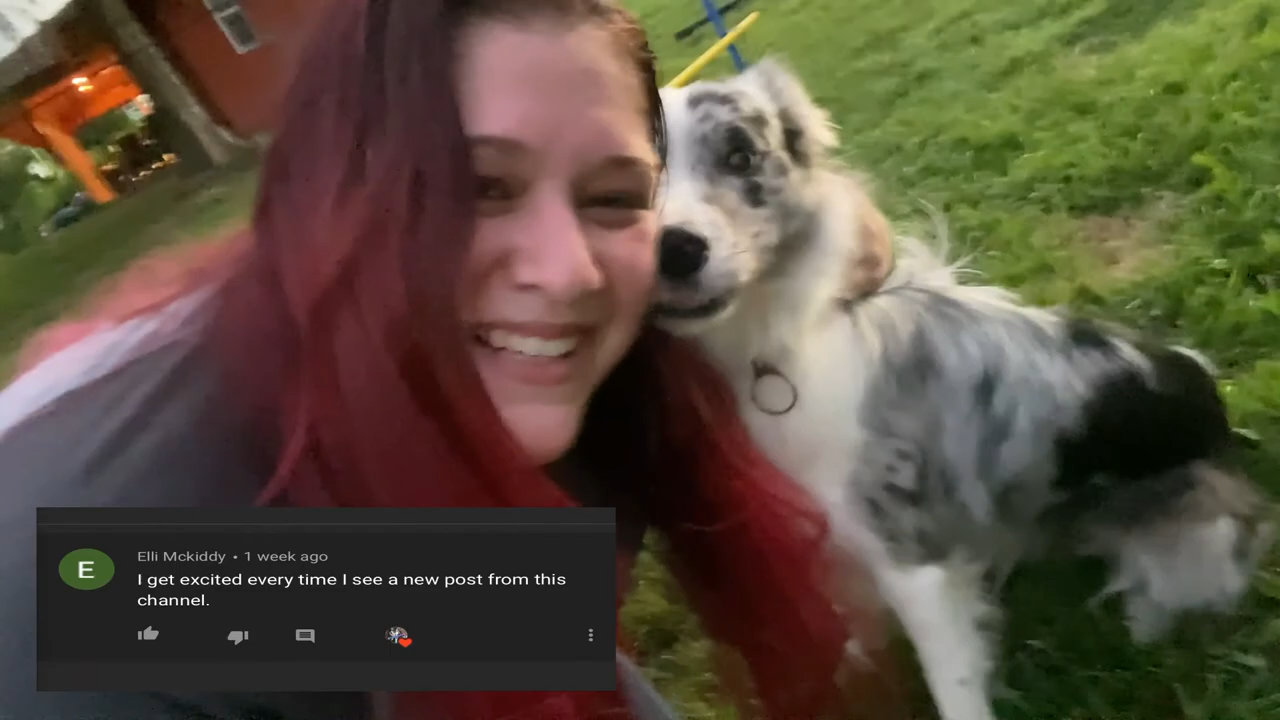 E
Elli Mckiddy • 1 week ago
I get excited every time I see a new post from this
channel.